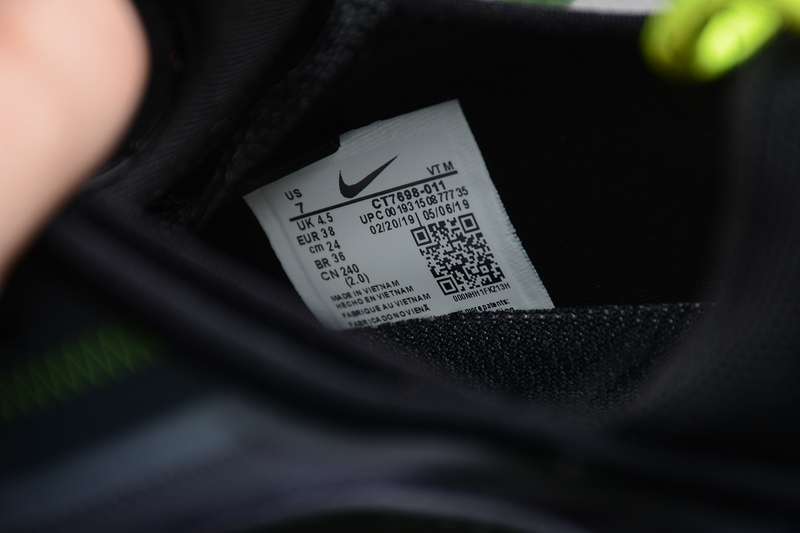 US
7
UK 4.5
EUR 38
cm 24
BR 36
CN 240
(2.0)
VT M
CT7698-011
UPC 00193150877735
02/20/19 | 05/06/19
MADE IN VIETNAM
HECHO EN VIETNAM
FABRIQUE AU VIETNAM
000NHH1FXZ13H